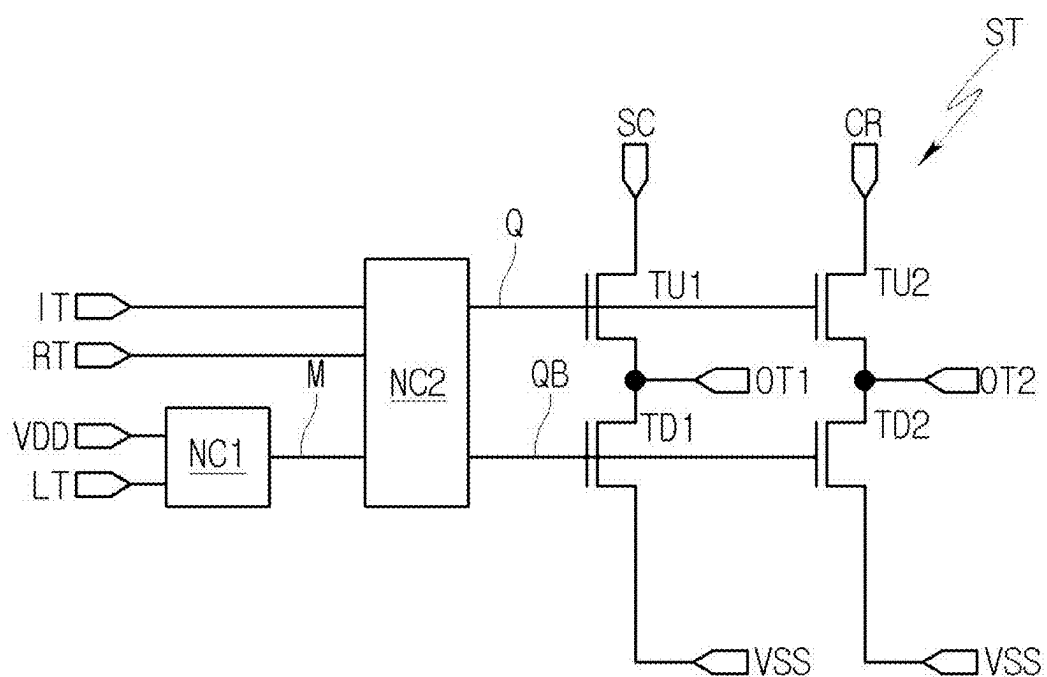 ST
SC
CR
Q
TU1
TU2
IT
RT
M
NC2
QB
OT1
OT2
VDD
NC1
TD1
TD2
LT
VSS
VSS